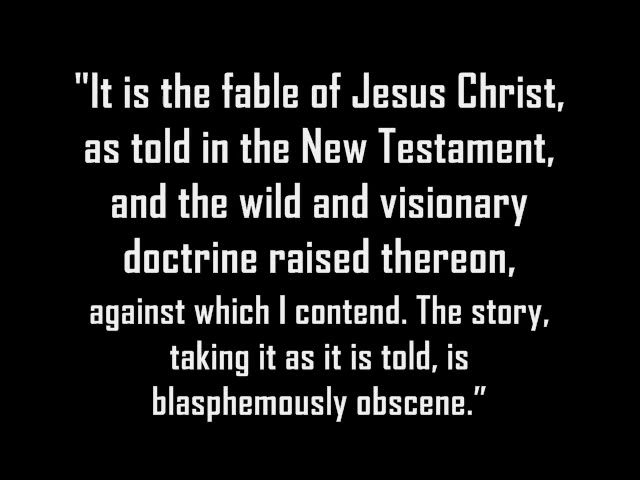 "It is the fable of Jesus Christ,
as told in the New Testament,
and the wild and visionary
doctrine raised thereon,
against which I contend. The story,
taking it as it is told, is
blasphemously obscene.”